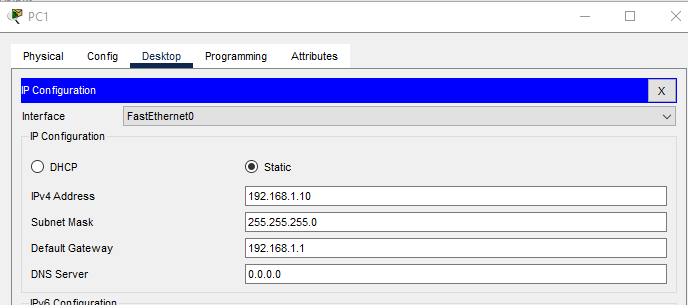 PC1
Physical Config Desktop Programming Attributes
IP Configuration X
Interface FastEthernet0
IP Configuration
DHCP Static
IPv4 Address 192.168.1.10
Subnet Mask 255.255.255.0
Default Gateway 192.168.1.1
DNS Server 0.0.0.0
IPv6 Configuration